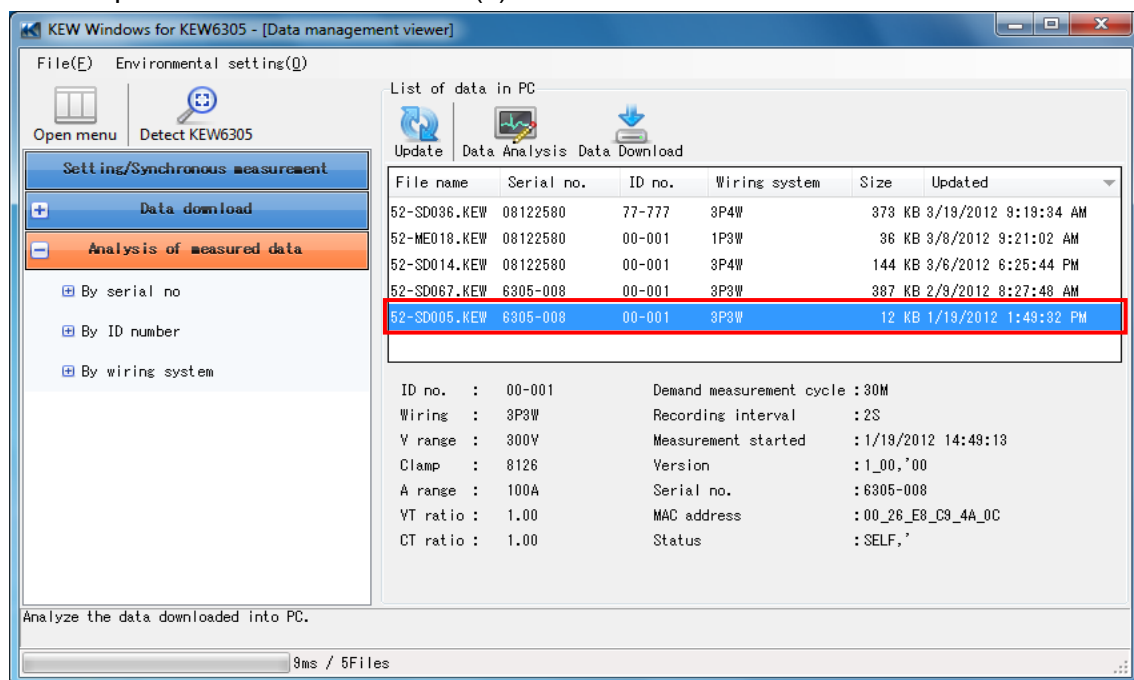 KEW Windows for KEW6305 - [Data management viewer]
File(F) Environmental setting(O)
Open menu Detect KEW6305
Setting/Synchronous measurement
Data download
Analysis of measured data
By serial no
By ID number
By wiring system
List of data in PC
Update Data Analysis Data Download
File name Serial no. ID no. Wiring system Size Updated
52-SD036.KEW 08122580 77-777 3P4W 373 KB 3/19/2012 9:19:34 AM
52-ME018.KEW 08122580 00-001 1P3W 36 KB 3/8/2012 9:21:02 AM
52-SD014.KEW 08122580 00-001 3P4W 144 KB 3/6/2012 6:25:44 PM
52-SD067.KEW 6305-008 00-001 3P3W 387 KB 2/9/2012 8:27:48 AM
52-SD005.KEW 6305-008 00-001 3P3W 12 KB 1/19/2012 1:49:32 PM
ID no. : 00-001 Demand measurement cycle : 30M
Wiring : 3P3W Recording interval : 2S
V range : 300V Measurement started : 1/19/2012 14:49:13
Clamp : 8126 Version : 1_00,'00
A range : 100A Serial no. : 6305-008
VT ratio : 1.00 MAC address : 00_26_E8_C9_4A_0C
CT ratio : 1.00 Status : SELF,'
Analyze the data downloaded into PC.
9ms / 5Files